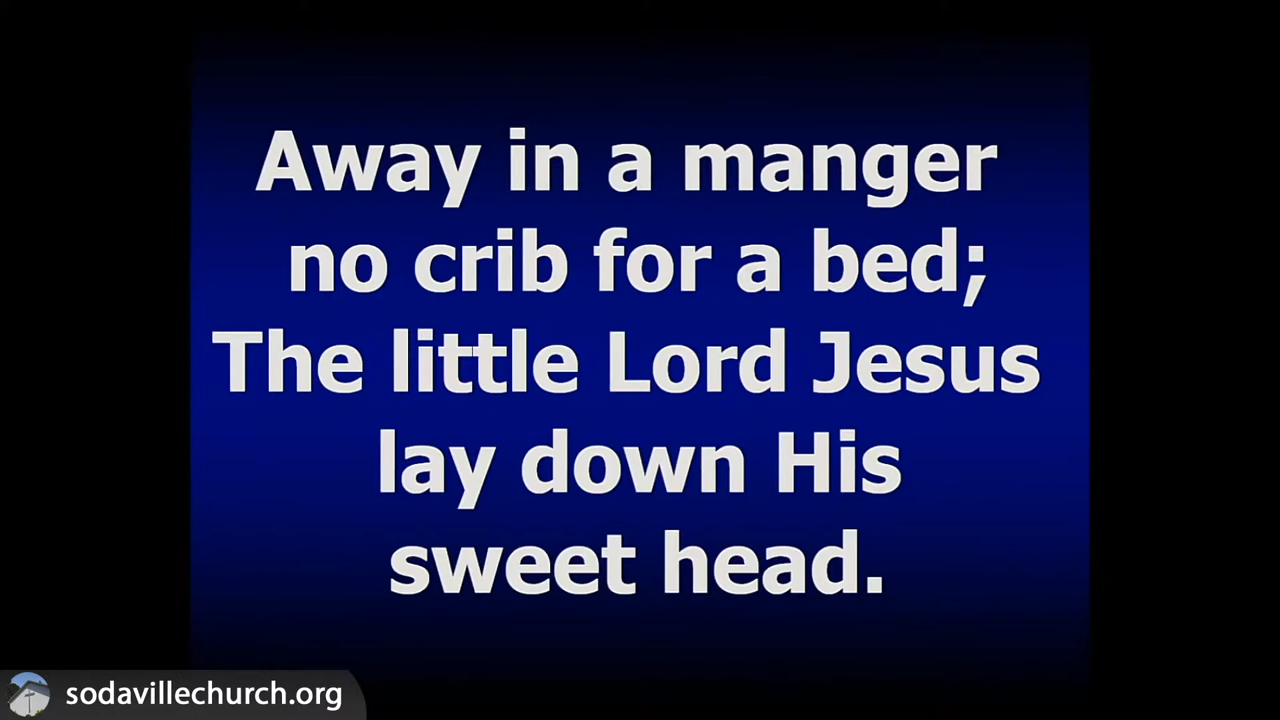 Away in a manger
no crib for a bed;
The little Lord Jesus
lay down His
sweet head.
sodavillechurch.org